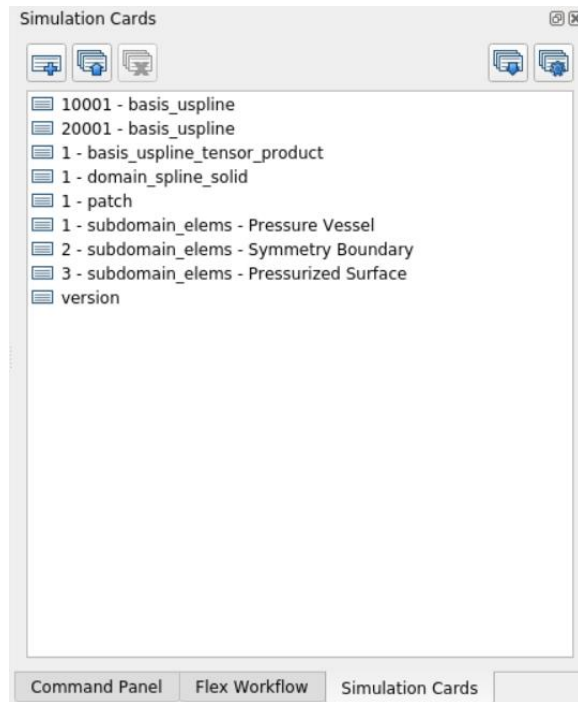 Simulation Cards
10001 - basis_uspline
20001 - basis_uspline
1 - basis_uspline_tensor_product
1 - domain_spline_solid
1 - patch
1 - subdomain_elems - Pressure Vessel
2 - subdomain_elems - Symmetry Boundary
3 - subdomain_elems - Pressurized Surface
version
Command Panel Flex Workflow Simulation Cards